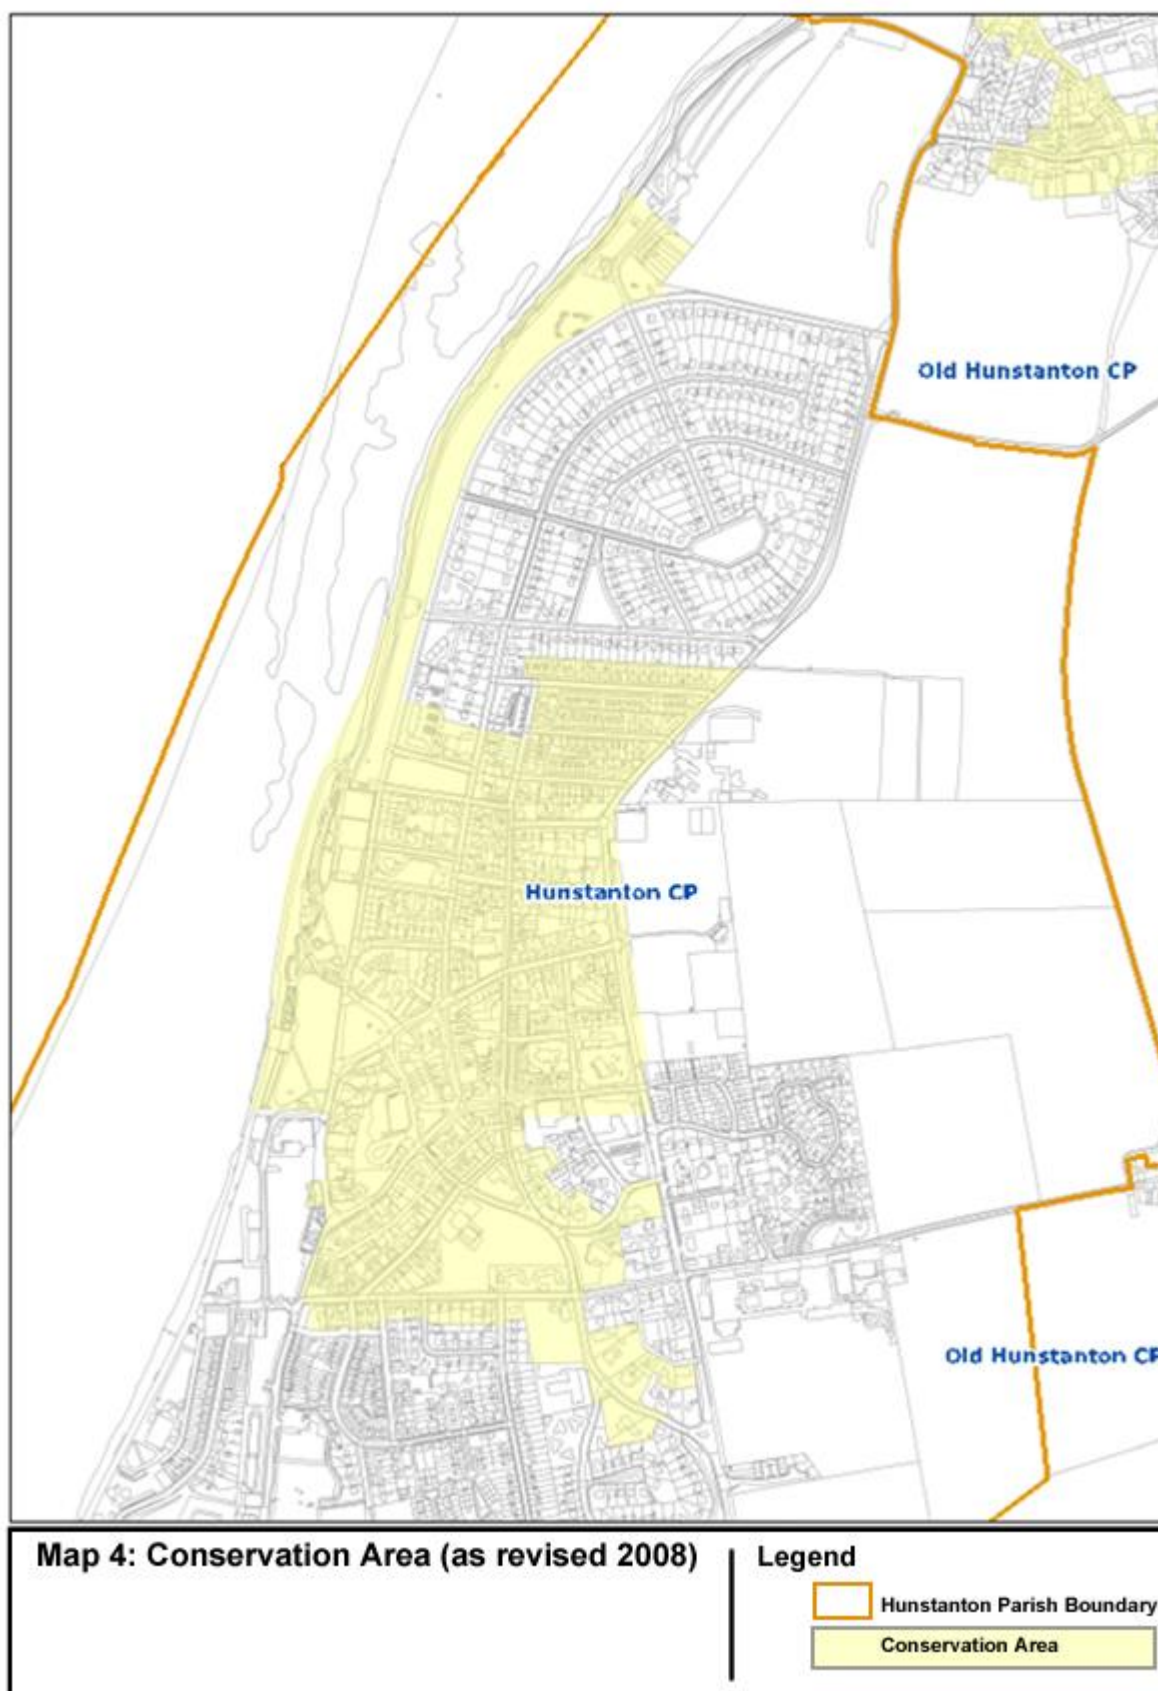 Old Hunstanton CP
Hunstanton CP
Old Hunstanton CP
Map 4: Conservation Area (as revised 2008)
Legend
Hunstanton Parish Boundary
Conservation Area